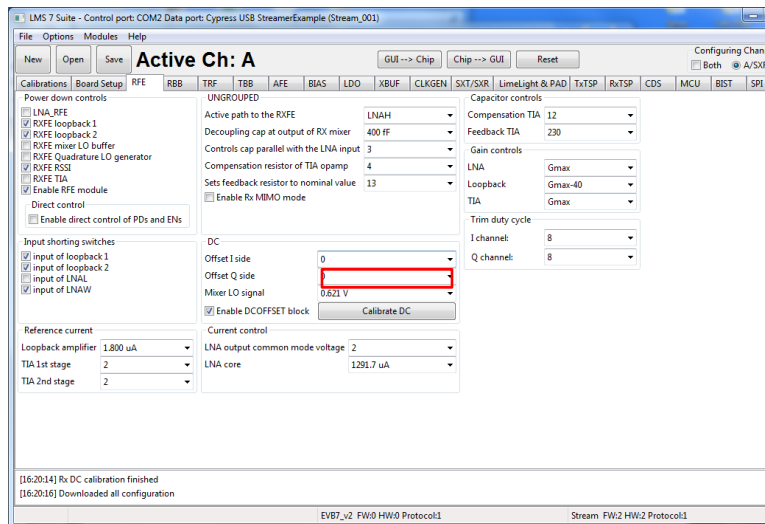 LMS 7 Suite - Control port: COM2 Data port: Cypress USB StreamerExample (Stream_001)
File Options Modules Help
New Open Save Active Ch: A GUI --> Chip Chip --> GUI Reset
Configuring Chan
Both A/SXR
Calibrations Board Setup RFE RBB TRF TBB AFE BIAS LDO XBUF CLKGEN SXT/SXR LimeLight & PAD TxTSP RxTSP CDS MCU BIST SPI
Power down controls
LNA_RFE
RXFE loopback 1
RXFE loopback 2
RXFE mixer LO buffer
RXFE Quadrature LO generator
RXFE RSSI
RXFE TIA
Enable RFE module
Direct control
Enable direct control of PDs and ENs
Input shorting switches
input of loopback 1
input of loopback 2
input of LNAL
input of LNAW
Reference current
Loopback amplifier 1.800 uA
TIA 1st stage 2
TIA 2nd stage 2
UNGROUPED
Active path to the RXFE LNAH
Decoupling cap at output of RX mixer 400 fF
Controls cap parallel with the LNA input 3
Compensation resistor of TIA opamp 4
Sets feedback resistor to nominal value 13
Enable Rx MIMO mode
DC
Offset I side 0
Offset Q side
Mixer LO signal 0.621 V
Enable DCOFFSET block Calibrate DC
Current control
LNA output common mode voltage 2
LNA core 1291.7 uA
Capacitor controls
Compensation TIA 12
Feedback TIA 230
Gain controls
LNA Gmax
Loopback Gmax-40
TIA Gmax
Trim duty cycle
I channel: 8
Q channel: 8
[16:20:14] Rx DC calibration finished
[16:20:16] Downloaded all configuration
EVB7_v2 FW:0 HW:0 Protocol:1 Stream FW:2 HW:2 Protocol:1